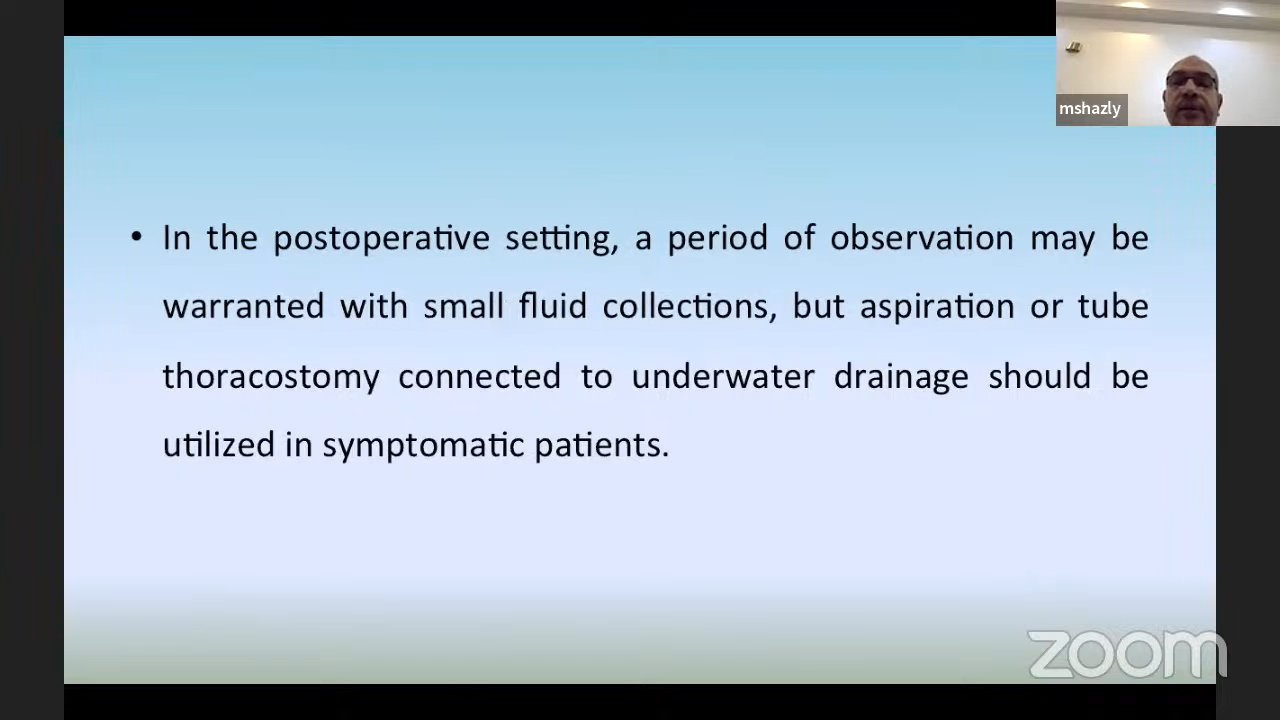 mshazly
• In the postoperative setting, a period of observation may be
warranted with small fluid collections, but aspiration or tube
thoracostomy connected to underwater drainage should be
utilized in symptomatic patients.
zoom